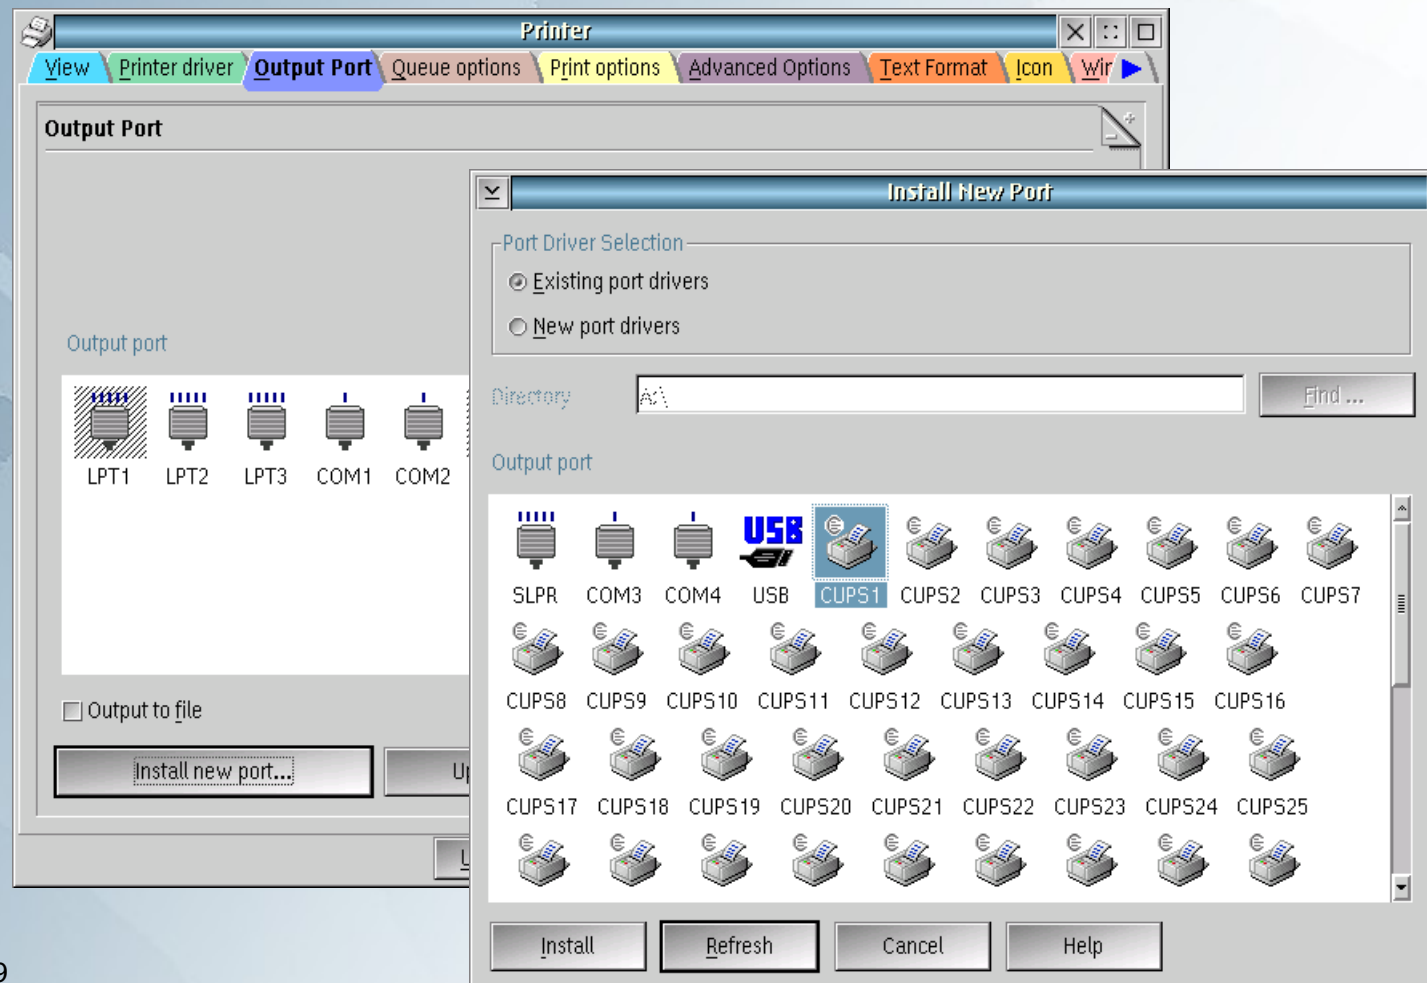 Printer
View Printer driver Output Port Queue options Print options Advanced Options Text Format Icon
Output Port
Output port
LPT1 LPT2 LPT3 COM1 COM2
Output to file
Install new port...
Install New Port
Port Driver Selection
Existing port drivers
New port drivers
Directory A:\ Find ...
Output port
USB
SLPR COM3 COM4 USB CUPS1 CUPS2 CUPS3 CUPS4 CUPS5 CUPS6 CUPS7
CUPS8 CUPS9 CUPS10 CUPS11 CUPS12 CUPS13 CUPS14 CUPS15 CUPS16
CUPS17 CUPS18 CUPS19 CUPS20 CUPS21 CUPS22 CUPS23 CUPS24 CUPS25
Install Refresh Cancel Help
9